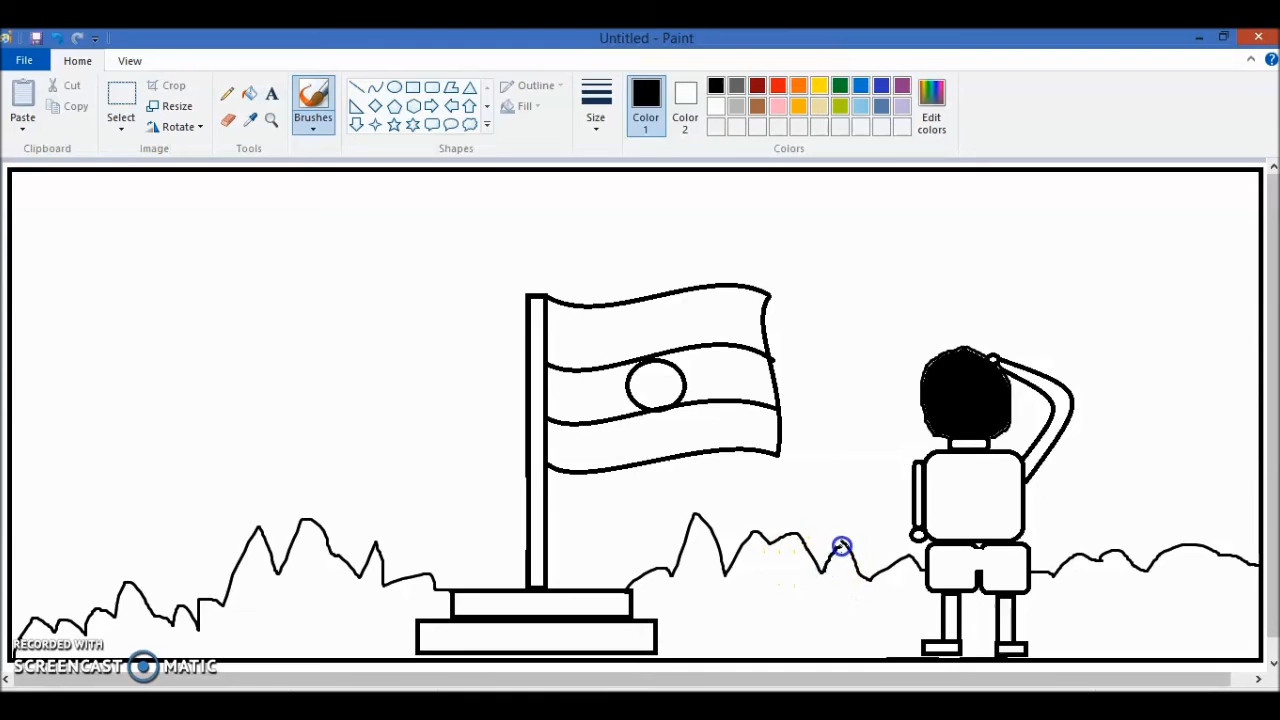 Untitled - Paint
File Home View
Cut
Copy
Paste
Clipboard
Crop
Resize
Rotate
Select
Image
Tools
Brushes
Outline
Fill
Shapes
Size
Color 1
Color 2
Edit colors
Colors
RECORDED WITH
SCREENCAST MATIC